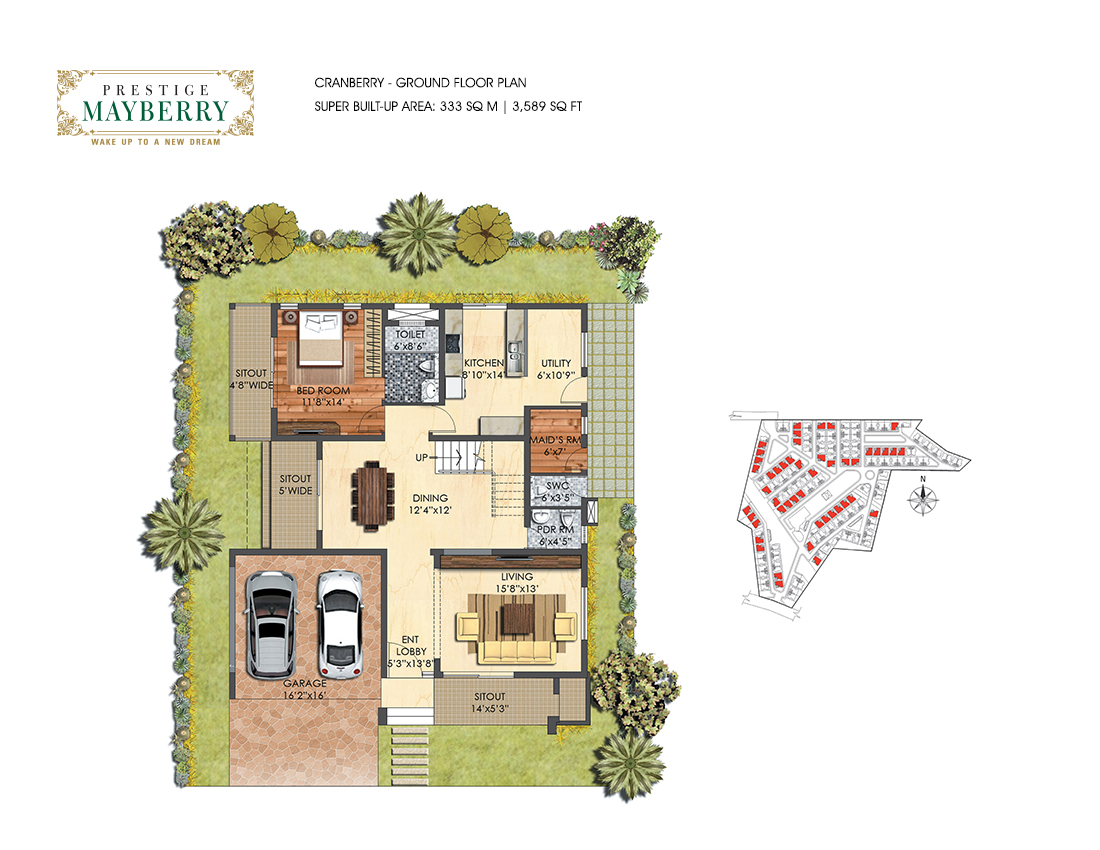 PRESTIGE
MAYBERRY
WAKE UP TO A NEW DREAM
CRANBERRY - GROUND FLOOR PLAN
SUPER BUILT-UP AREA: 333 SQ M | 3,589 SQ FT
TOILET
6'x8'6"
KITCHEN
8'10"x14'
UTILITY
6'x10'9"
SITOUT
4'8"WIDE
BED ROOM
11'8"x14'
MAID'S RM
6'x7'
UP
SITOUT
5'WIDE
DINING
12'4"x12'
SWC
6'x3'5"
PDR RM
6'x4'5"
LIVING
15'8"x13'
ENT
LOBBY
5'3"x13'8"
GARAGE
16'2"x16'
SITOUT
14'x5'3"
N